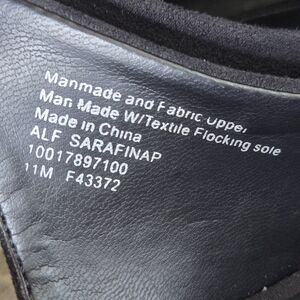 Manmade and Fabric Upper
Man Made W/Textile Flocking sole
Made in China
ALF SARAFINAP
10017897100
11M F43372